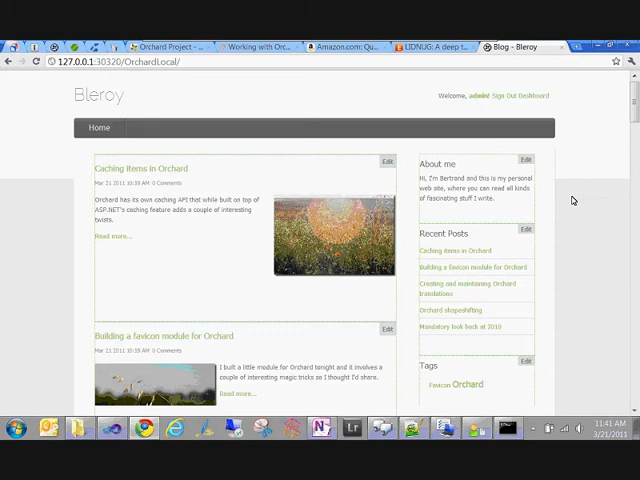 Orchard Project -
Working with Orc...
Amazon.com: Qu...
LIDNUG: A deep t...
Blog - Bleroy
127.0.0.1:30320/OrchardLocal/
Bleroy
Welcome, admin! Sign Out Dashboard
Home
Edit
Caching items in Orchard
Mar 21 2011 10:59 AM 0 Comments
Orchard has its own caching API that while built on top of
ASP.NET's caching feature adds a couple of interesting
twists.
Read more...
Edit
Building a favicon module for Orchard
Mar 21 2011 10:59 AM 0 Comments
I built a little module for Orchard tonight and it involves a
couple of interesting magic tricks so I thought I'd share.
Read more...
Edit
About me
Hi, I'm Bertrand and this is my personal
web site, where you can read all kinds
of fascinating stuff I write.
Edit
Recent Posts
Caching items in Orchard
Building a favicon module for Orchard
Creating and maintaining Orchard
translations
Orchard shapeshifting
Mandatory look back at 2010
Edit
Tags
Favicon Orchard
Lr
11:41 AM
3/21/2011